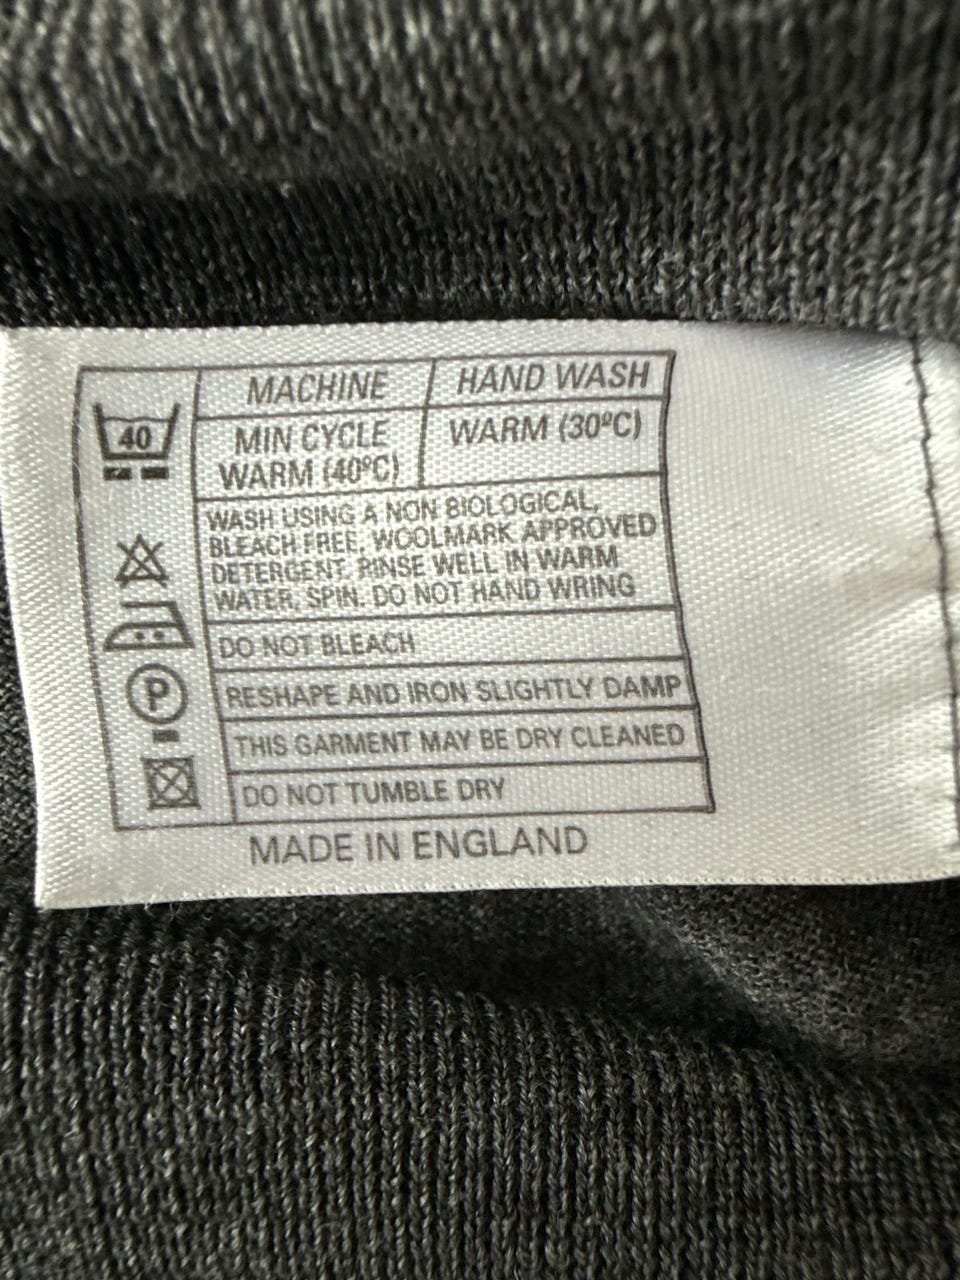 MACHINE HAND WASH
40
MIN CYCLE WARM (30ºC)
WARM (40ºC)
WASH USING A NON BIOLOGICAL,
BLEACH FREE, WOOLMARK APPROVED
DETERGENT, RINSE WELL IN WARM
WATER, SPIN. DO NOT HAND WRING
DO NOT BLEACH
RESHAPE AND IRON SLIGHTLY DAMP
P
THIS GARMENT MAY BE DRY CLEANED
DO NOT TUMBLE DRY
MADE IN ENGLAND